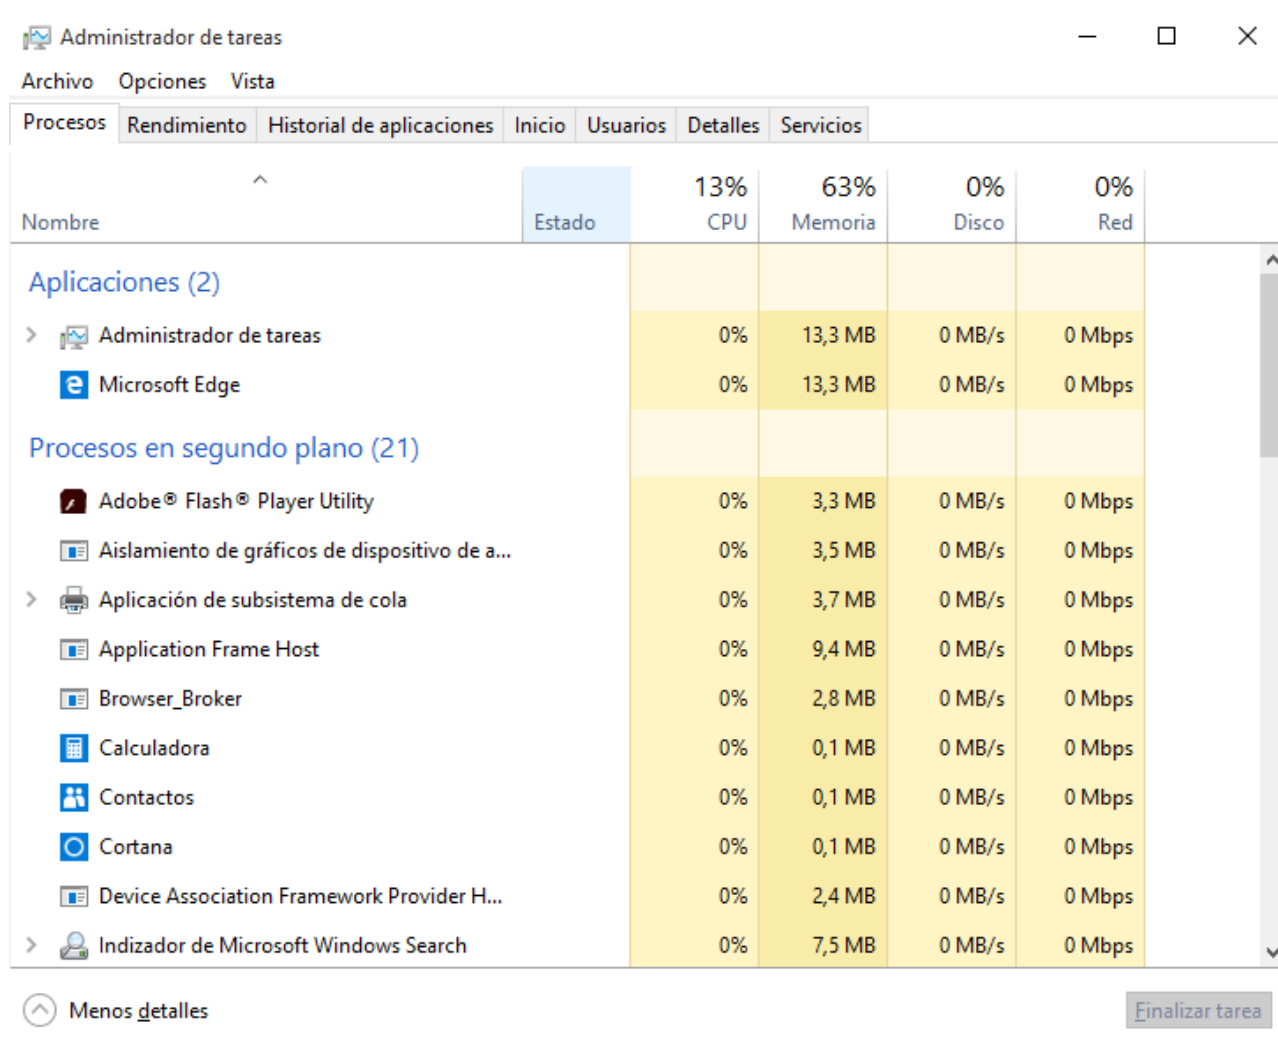 Administrador de tareas
Archivo Opciones Vista
Procesos Rendimiento Historial de aplicaciones Inicio Usuarios Detalles Servicios
13% 63% 0% 0%
Nombre Estado CPU Memoria Disco Red
Aplicaciones (2)
Administrador de tareas 0% 13,3 MB 0 MB/s 0 Mbps
Microsoft Edge 0% 13,3 MB 0 MB/s 0 Mbps
Procesos en segundo plano (21)
Adobe® Flash® Player Utility 0% 3,3 MB 0 MB/s 0 Mbps
Aislamiento de gráficos de dispositivo de a... 0% 3,5 MB 0 MB/s 0 Mbps
Aplicación de subsistema de cola 0% 3,7 MB 0 MB/s 0 Mbps
Application Frame Host 0% 9,4 MB 0 MB/s 0 Mbps
Browser_Broker 0% 2,8 MB 0 MB/s 0 Mbps
Calculadora 0% 0,1 MB 0 MB/s 0 Mbps
Contactos 0% 0,1 MB 0 MB/s 0 Mbps
Cortana 0% 0,1 MB 0 MB/s 0 Mbps
Device Association Framework Provider H... 0% 2,4 MB 0 MB/s 0 Mbps
Indizador de Microsoft Windows Search 0% 7,5 MB 0 MB/s 0 Mbps
Menos detalles Finalizar tarea